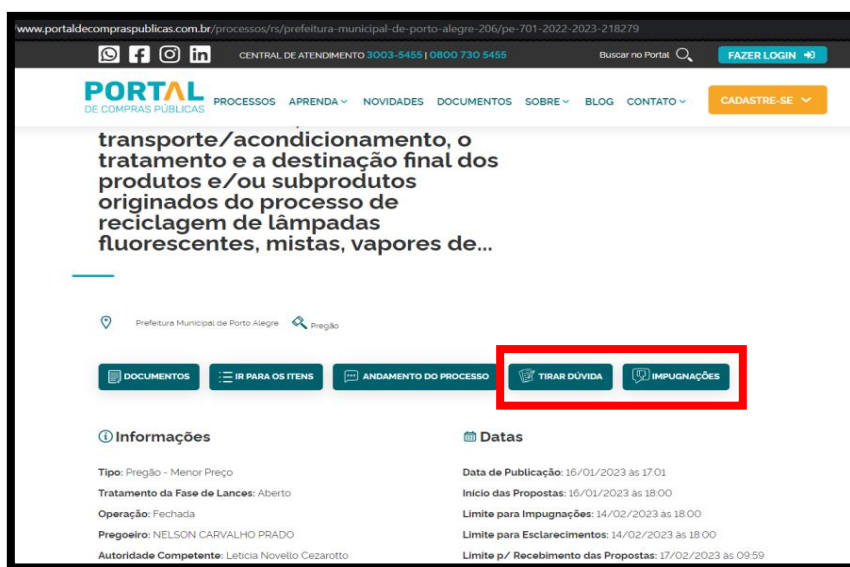 www.portaldecompraspublicas.com.br/processos/rs/prefeitura-municipal-de-porto-alegre-206/pe-701-2022-2023-218279
CENTRAL DE ATENDIMENTO 3003-5455 | 0800 730 5455 Buscar no Portal FAZER LOGIN
PORTAL
DE COMPRAS PÚBLICAS
PROCESSOS APRENDA NOVIDADES DOCUMENTOS SOBRE BLOG CONTATO CADASTRE-SE
transporte/acondicionamento, o
tratamento e a destinação final dos
produtos e/ou subprodutos
originados do processo de
reciclagem de lâmpadas
fluorescentes, mistas, vapores de...
Prefeitura Municipal de Porto Alegre Pregão
DOCUMENTOS IR PARA OS ITENS ANDAMENTO DO PROCESSO TIRAR DÚVIDA IMPUGNAÇÕES
Informações
Tipo: Pregão - Menor Preço
Tratamento da Fase de Lances: Aberto
Operação: Fechada
Pregoeiro: NELSON CARVALHO PRADO
Autoridade Competente: Leticia Novello Cezarotto
Datas
Data de Publicação: 16/01/2023 às 17:01
Início das Propostas: 16/01/2023 às 18:00
Limite para Impugnações: 14/02/2023 às 18:00
Limite para Esclarecimentos: 14/02/2023 às 18:00
Limite p/ Recebimento das Propostas: 17/02/2023 às 09:59